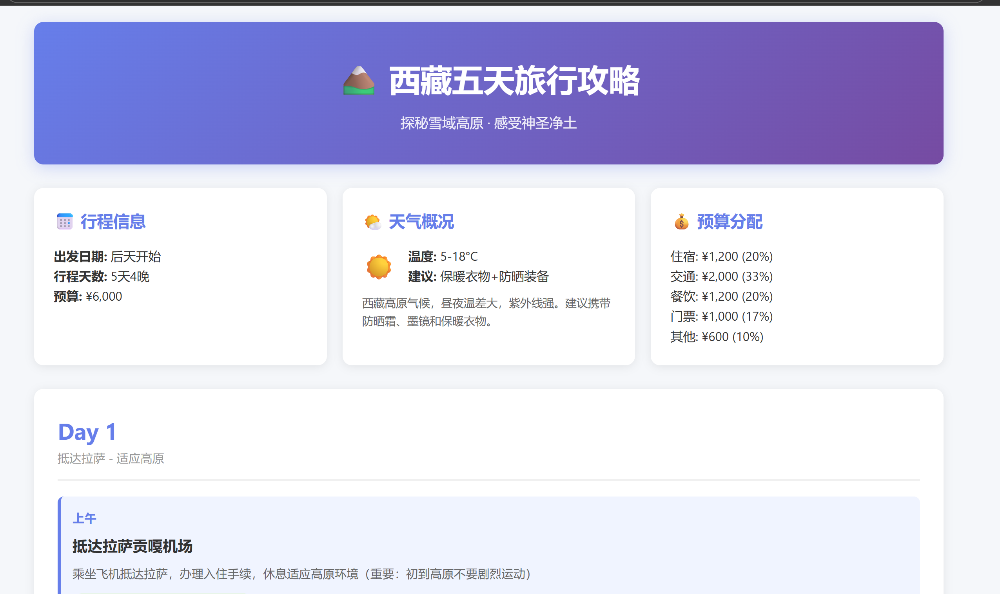 西藏五天旅行攻略
探秘雪域高原 · 感受神圣净土
行程信息
出发日期: 后天开始
行程天数: 5天4晚
预算: ¥6,000
天气概况
温度: 5-18°C
建议: 保暖衣物+防晒装备
西藏高原气候，昼夜温差大，紫外线强。建议携带
防晒霜、墨镜和保暖衣物。
预算分配
住宿: ¥1,200 (20%)
交通: ¥2,000 (33%)
餐饮: ¥1,200 (20%)
门票: ¥1,000 (17%)
其他: ¥600 (10%)
Day 1
抵达拉萨 - 适应高原
上午
抵达拉萨贡嘎机场
乘坐飞机抵达拉萨，办理入住手续，休息适应高原环境（重要：初到高原不要剧烈运动）